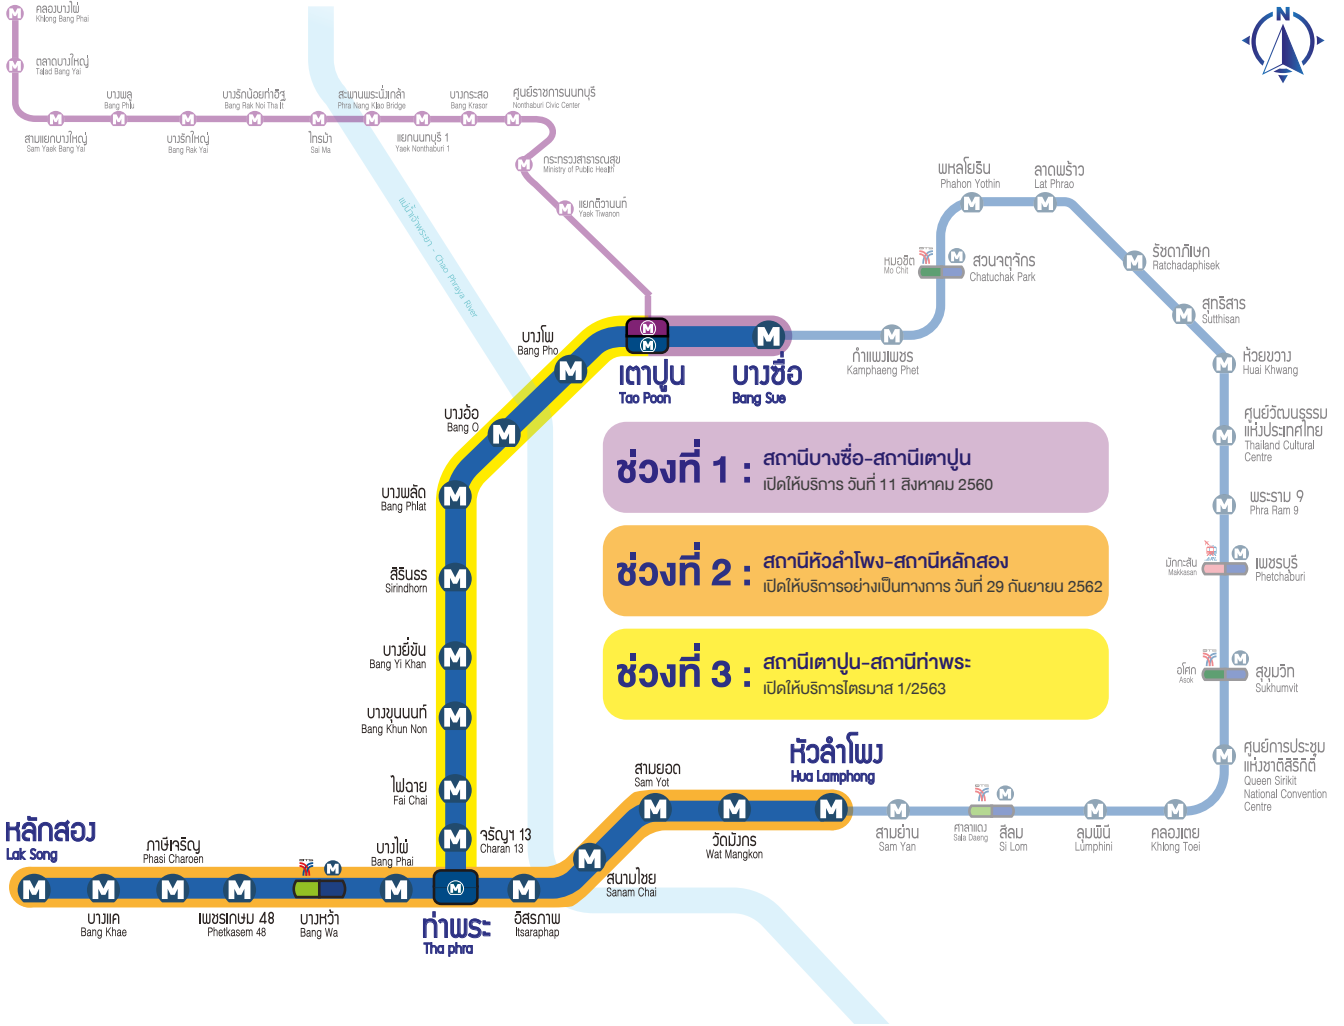 คลองบางไผ่
Khlong Bang Phai
ตลาดบางใหญ่
Talad Bang Yai
สามแยกบางใหญ่
Sam Yaek Bang Yai
บางพลู
Bang Phlu
บางรักใหญ่
Bang Rak Yai
บางรักน้อยท่าอิฐ
Bang Rak Noi Tha It
ไทรม้า
Sai Ma
สะพานพระนั่งเกล้า
Phra Nang Klao Bridge
แยกนนทบุรี 1
Yaek Nonthaburi 1
บางกระสอ
Bang Krasor
ศูนย์ราชการนนทบุรี
Nonthaburi Civic Center
กระทรวงสาธารณสุข
Ministry of Public Health
แยกติวานนท์
Yaek Tiwanon
แม่น้ำเจ้าพระยา - Chao Phraya River
N
พหลโยธิน
Phahon Yothin
ลาดพร้าว
Lat Phrao
หมอชิต
Mo Chit
สวนจตุจักร
Chatuchak Park
รัชดาภิเษก
Ratchadaphisek
สุทธิสาร
Sutthisan
กำแพงเพชร
Kamphaeng Phet
ห้วยขวาง
Huai Khwang
ศูนย์วัฒนธรรม
แห่งประเทศไทย
Thailand Cultural
Centre
พระราม 9
Phra Ram 9
มักกะสัน
Makkasan
เพชรบุรี
Phetchaburi
อโศก
Asok
สุขุมวิท
Sukhumvit
ศูนย์การประชุม
แห่งชาติสิริกิติ์
Queen Sirikit
National Convention
Centre
คลองเตย
Khlong Toei
ลุมพินี
Lumphini
ศาลาแดง
Sala Daeng
สีลม
Si Lom
สามย่าน
Sam Yan
บางซื่อ
Bang Sue
เตาปูน
Tao Poon
บางโพ
Bang Pho
บางอ้อ
Bang O
บางพลัด
Bang Phlat
สิรินธร
Sirindhorn
บางยี่ขัน
Bang Yi Khan
บางขุนนนท์
Bang Khun Non
ไฟฉาย
Fai Chai
จรัญฯ 13
Charan 13
ช่วงที่ 1 :
สถานีบางซื่อ-สถานีเตาปูน
เปิดให้บริการ วันที่ 11 สิงหาคม 2560
ช่วงที่ 2 :
สถานีหัวลำโพง-สถานีหลักสอง
เปิดให้บริการอย่างเป็นทางการ วันที่ 29 กันยายน 2562
ช่วงที่ 3 :
สถานีเตาปูน-สถานีท่าพระ
เปิดให้บริการไตรมาส 1/2563
หัวลำโพง
Hua Lamphong
สามยอด
Sam Yot
วัดมังกร
Wat Mangkon
สนามไชย
Sanam Chai
อิสรภาพ
Itsaraphap
ท่าพระ
Tha phra
บางไผ่
Bang Phai
บางหว้า
Bang Wa
เพชรเกษม 48
Phetkasem 48
ภาษีเจริญ
Phasi Charoen
บางแค
Bang Khae
หลักสอง
Lak Song